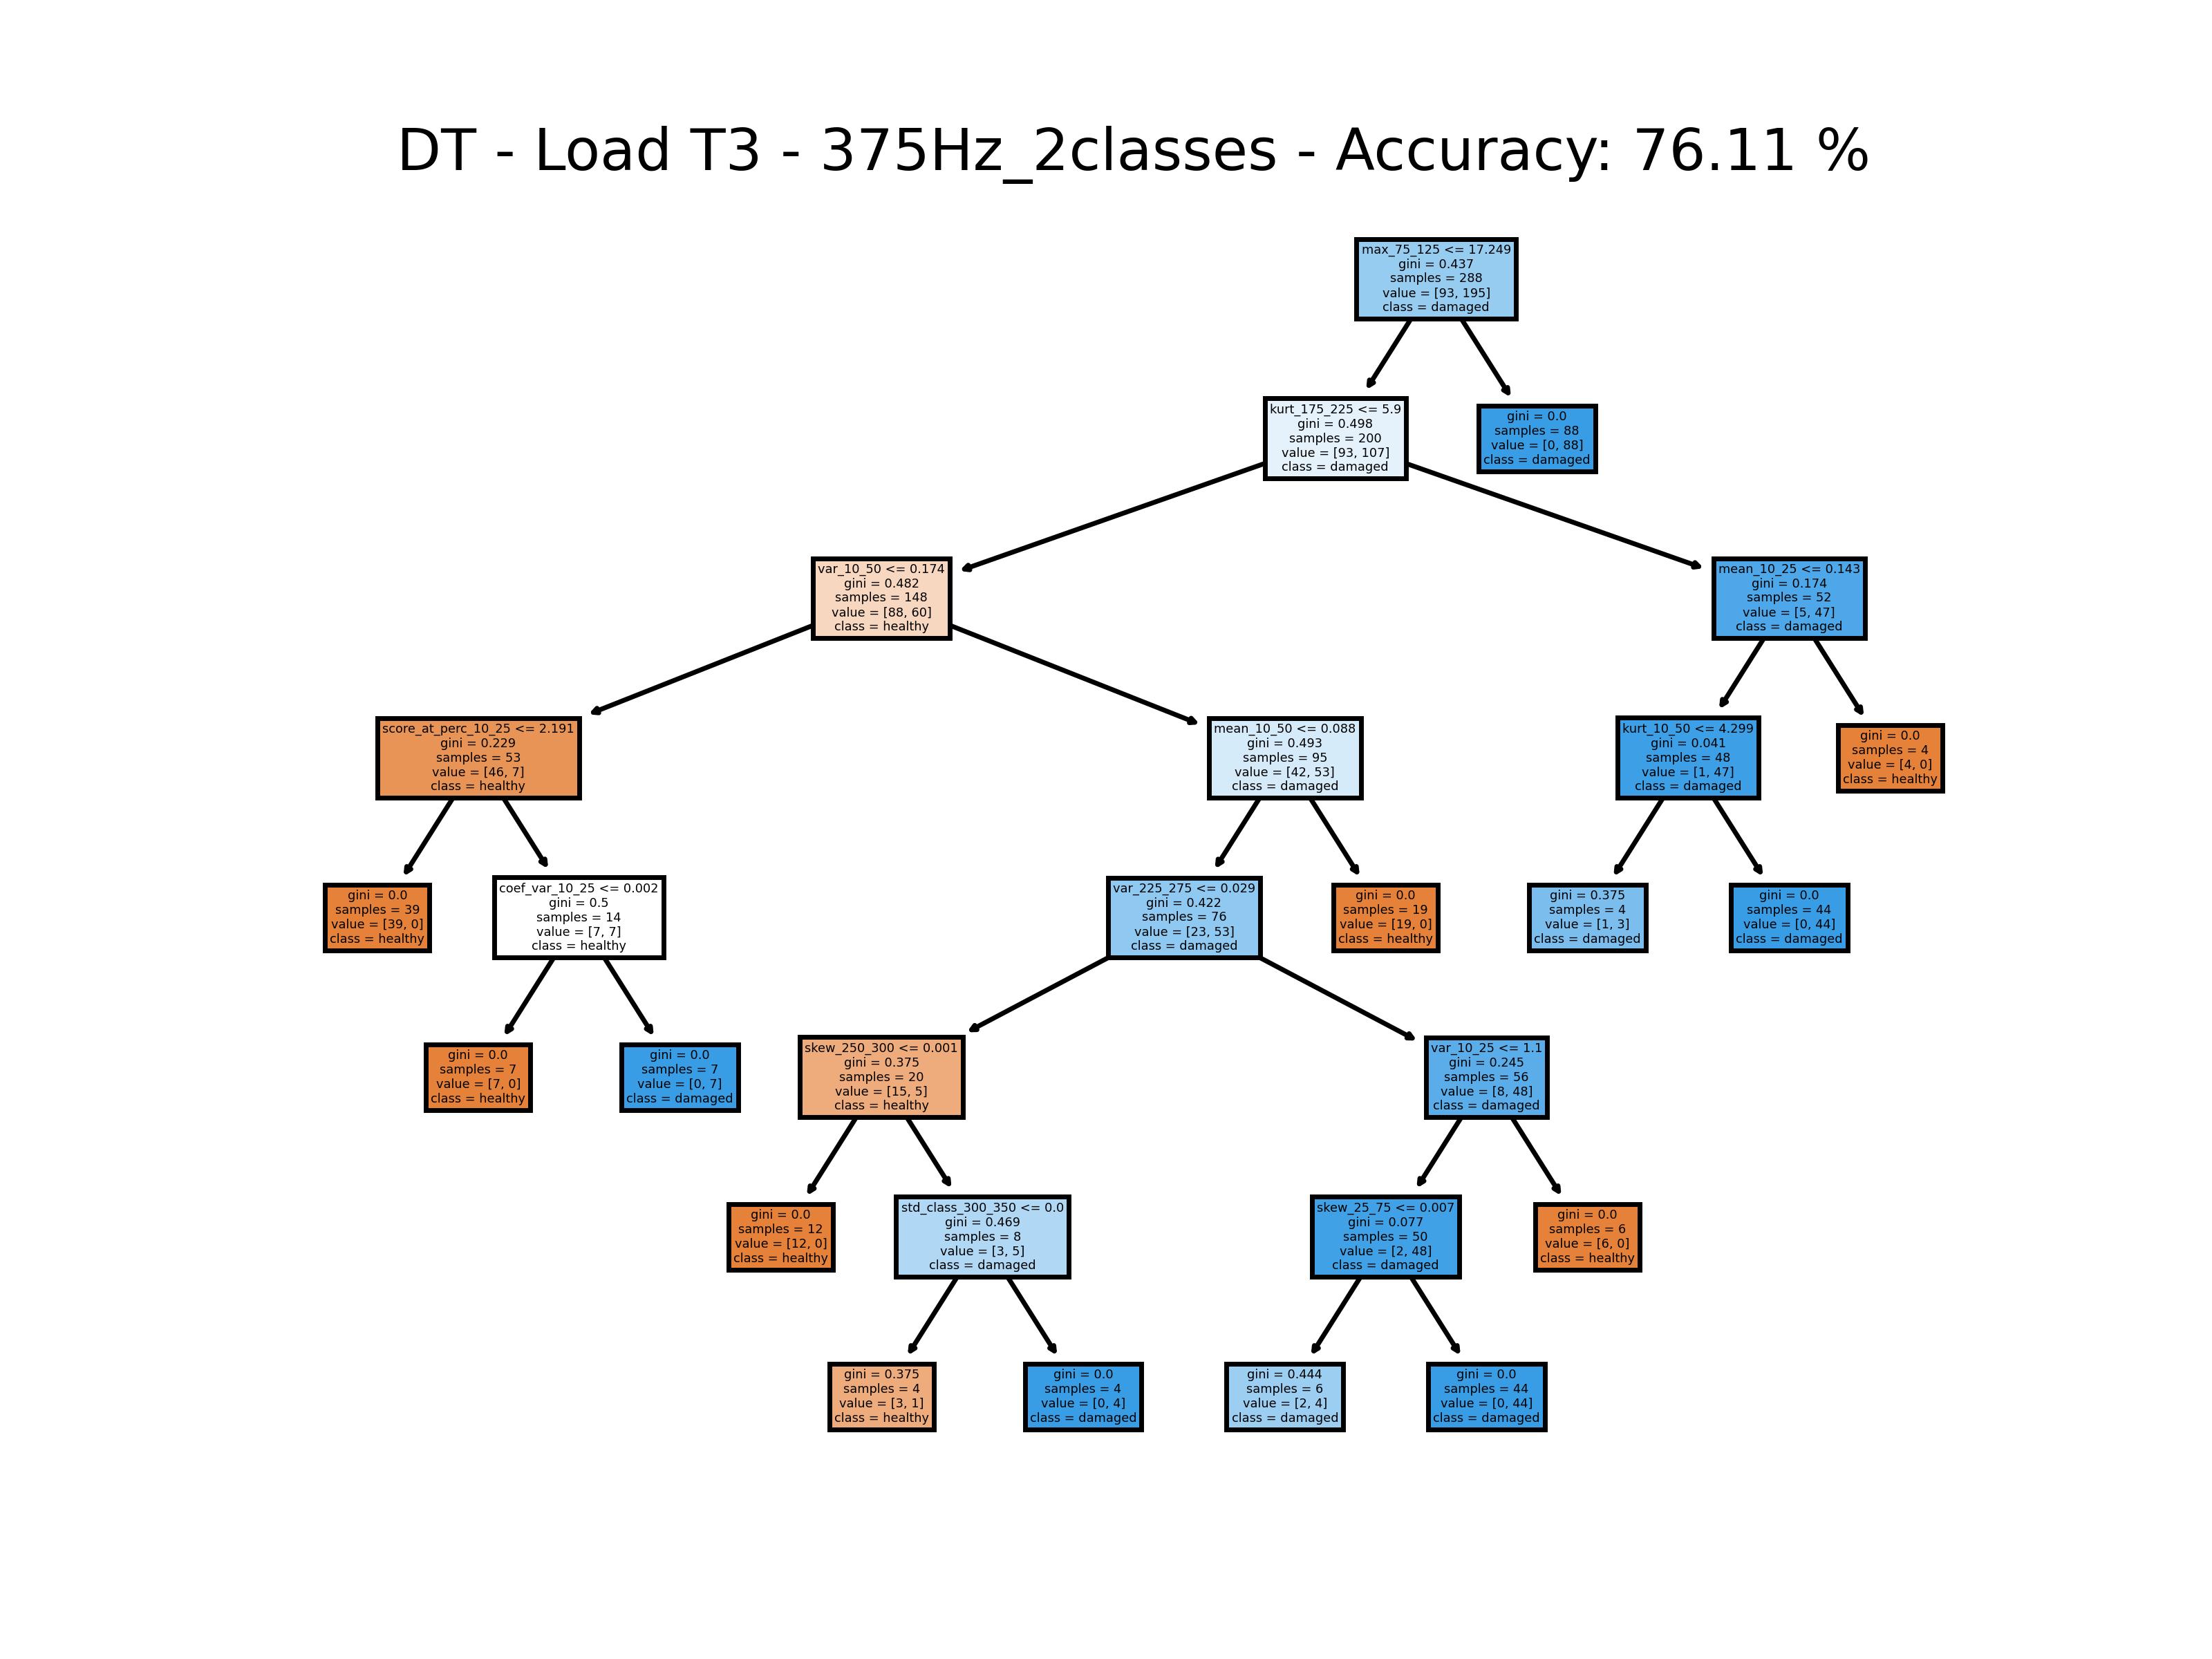 DT - Load T3 - 375Hz_2classes - Accuracy: 76.11 %
max_75_125 <= 17.249
gini = 0.437
samples = 288
value = [93, 195]
class = damaged
kurt_175_225 <= 5.9
gini = 0.498
samples = 200
value = [93, 107]
class = damaged
gini = 0.0
samples = 88
value = [0, 88]
class = damaged
var_10_50 <= 0.174
gini = 0.482
samples = 148
value = [88, 60]
class = healthy
mean_10_25 <= 0.143
gini = 0.174
samples = 52
value = [5, 47]
class = damaged
score_at_perc_10_25 <= 2.191
gini = 0.229
samples = 53
value = [46, 7]
class = healthy
mean_10_50 <= 0.088
gini = 0.493
samples = 95
value = [42, 53]
class = damaged
kurt_10_50 <= 4.299
gini = 0.041
samples = 48
value = [1, 47]
class = damaged
gini = 0.0
samples = 4
value = [4, 0]
class = healthy
gini = 0.0
samples = 39
value = [39, 0]
class = healthy
coef_var_10_25 <= 0.002
gini = 0.5
samples = 14
value = [7, 7]
class = healthy
var_225_275 <= 0.029
gini = 0.422
samples = 76
value = [23, 53]
class = damaged
gini = 0.0
samples = 19
value = [19, 0]
class = healthy
gini = 0.375
samples = 4
value = [1, 3]
class = damaged
gini = 0.0
samples = 44
value = [0, 44]
class = damaged
gini = 0.0
samples = 7
value = [7, 0]
class = healthy
gini = 0.0
samples = 7
value = [0, 7]
class = damaged
skew_250_300 <= 0.001
gini = 0.375
samples = 20
value = [15, 5]
class = healthy
var_10_25 <= 1.1
gini = 0.245
samples = 56
value = [8, 48]
class = damaged
gini = 0.0
samples = 12
value = [12, 0]
class = healthy
std_class_300_350 <= 0.0
gini = 0.469
samples = 8
value = [3, 5]
class = damaged
skew_25_75 <= 0.007
gini = 0.077
samples = 50
value = [2, 48]
class = damaged
gini = 0.0
samples = 6
value = [6, 0]
class = healthy
gini = 0.375
samples = 4
value = [3, 1]
class = healthy
gini = 0.0
samples = 4
value = [0, 4]
class = damaged
gini = 0.444
samples = 6
value = [2, 4]
class = damaged
gini = 0.0
samples = 44
value = [0, 44]
class = damaged